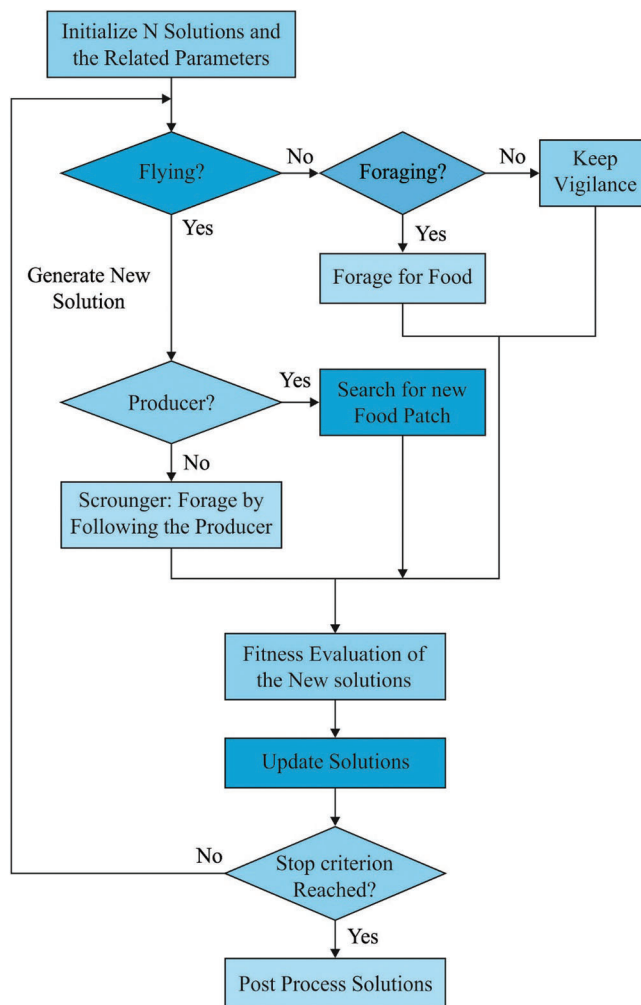 Initialize N Solutions and
the Related Parameters
Flying?
No
Foraging?
No
Keep
Vigilance
Yes
Yes
Generate New
Solution
Forage for Food
Producer?
Yes
Search for new
Food Patch
No
Scrounger: Forage by
Following the Producer
Fitness Evaluation of
the New solutions
Update Solutions
No
Stop criterion
Reached?
Yes
Post Process Solutions